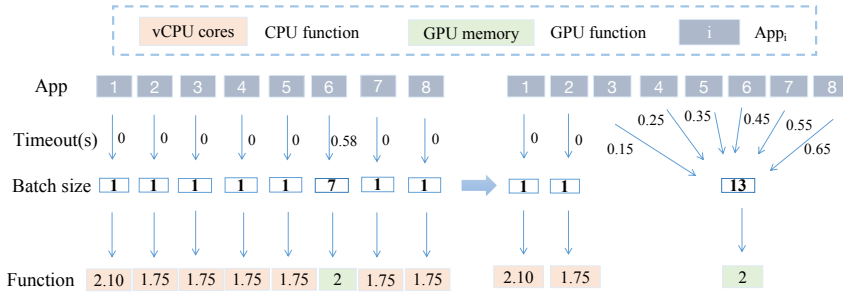 vCPU cores CPU function GPU memory GPU function i Appi
App 1 2 3 4 5 6 7 8 1 2 3 4 5 6 7 8
Timeout(s) 0 0 0 0 0 0.58 0 0 0 0 0.15 0.25 0.35 0.45 0.55 0.65
Batch size 1 1 1 1 1 7 1 1 1 1 13
Function 2.10 1.75 1.75 1.75 1.75 2 1.75 1.75 2.10 1.75 2